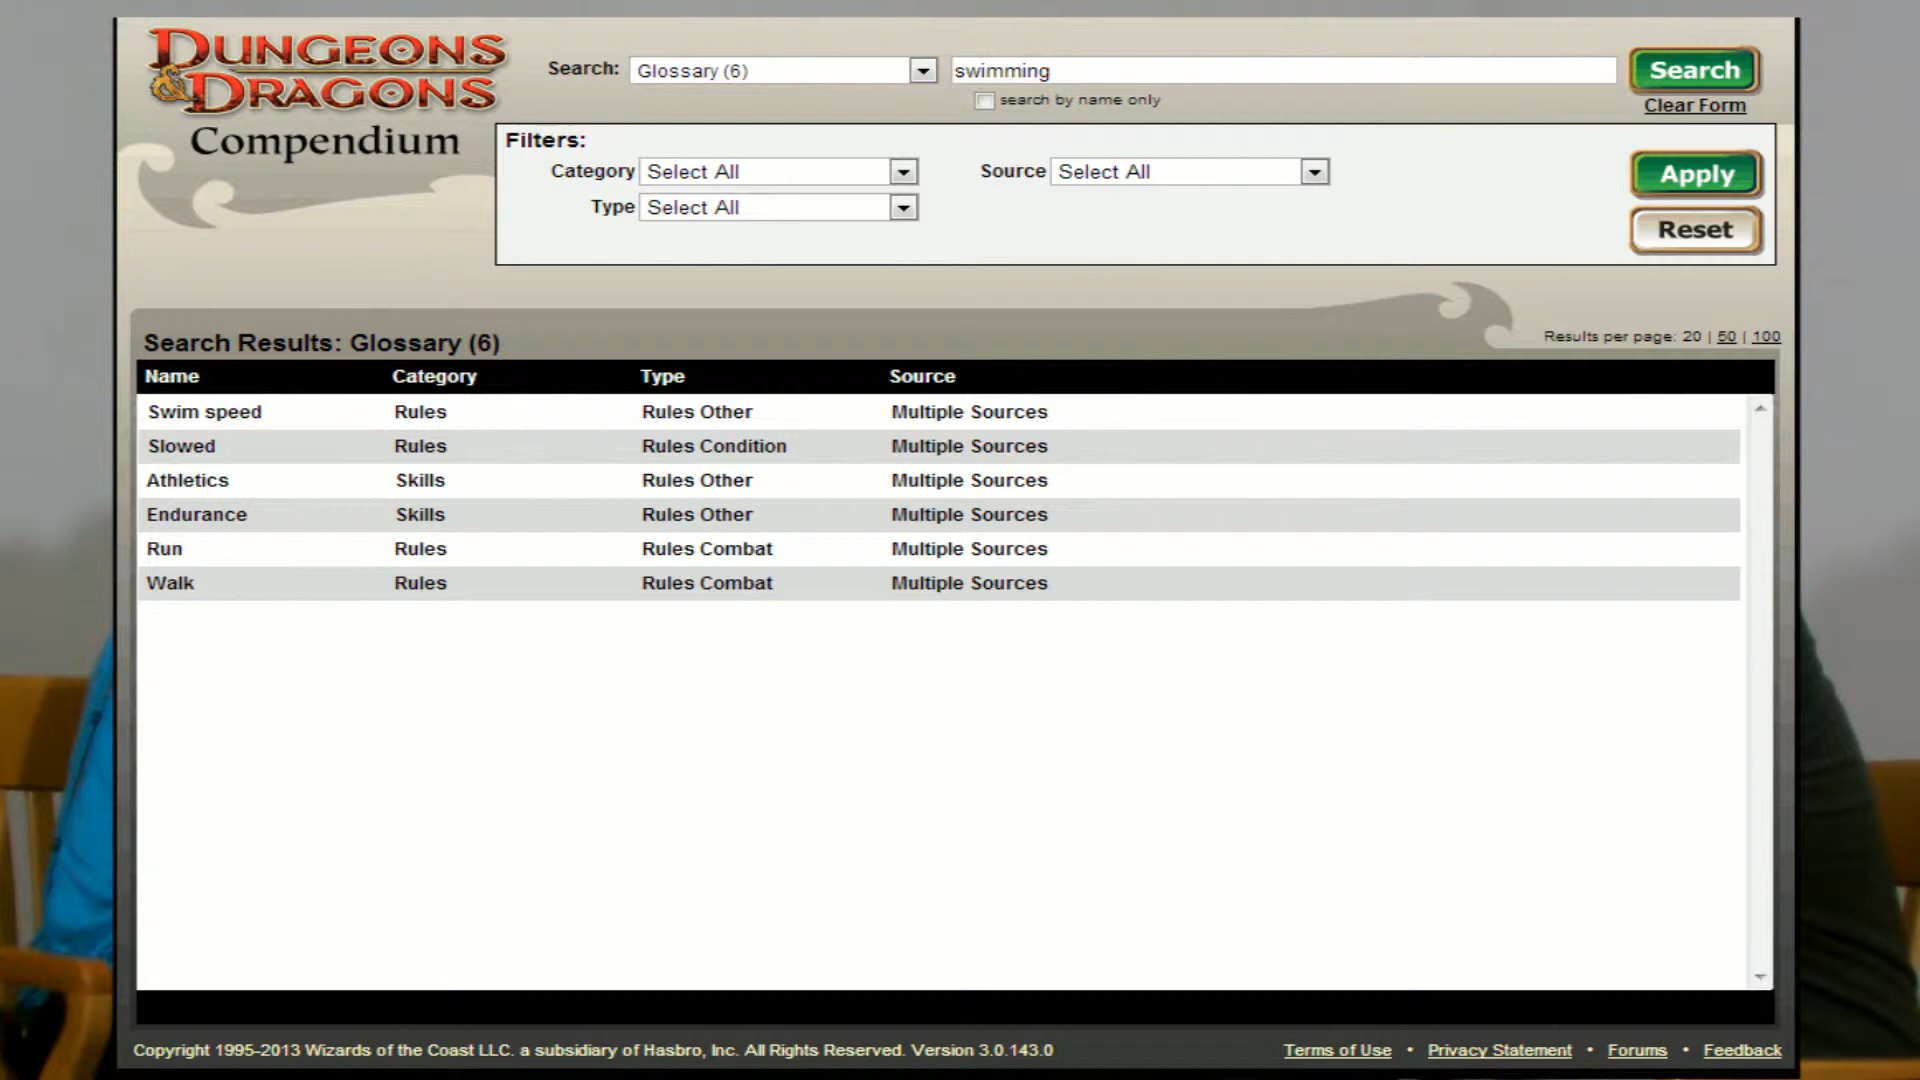 DUNGEONS
& DRAGONS
Compendium
Search: Glossary (6) swimming Search
search by name only Clear Form
Filters:
Category Select All Source Select All Apply
Type Select All
Reset
Search Results: Glossary (6) Results per page: 20 | 50 | 100
Name Category Type Source
Swim speed Rules Rules Other Multiple Sources
Slowed Rules Rules Condition Multiple Sources
Athletics Skills Rules Other Multiple Sources
Endurance Skills Rules Other Multiple Sources
Run Rules Rules Combat Multiple Sources
Walk Rules Rules Combat Multiple Sources
Copyright 1995-2013 Wizards of the Coast LLC. a subsidiary of Hasbro, Inc. All Rights Reserved. Version 3.0.143.0 Terms of Use • Privacy Statement • Forums • Feedback